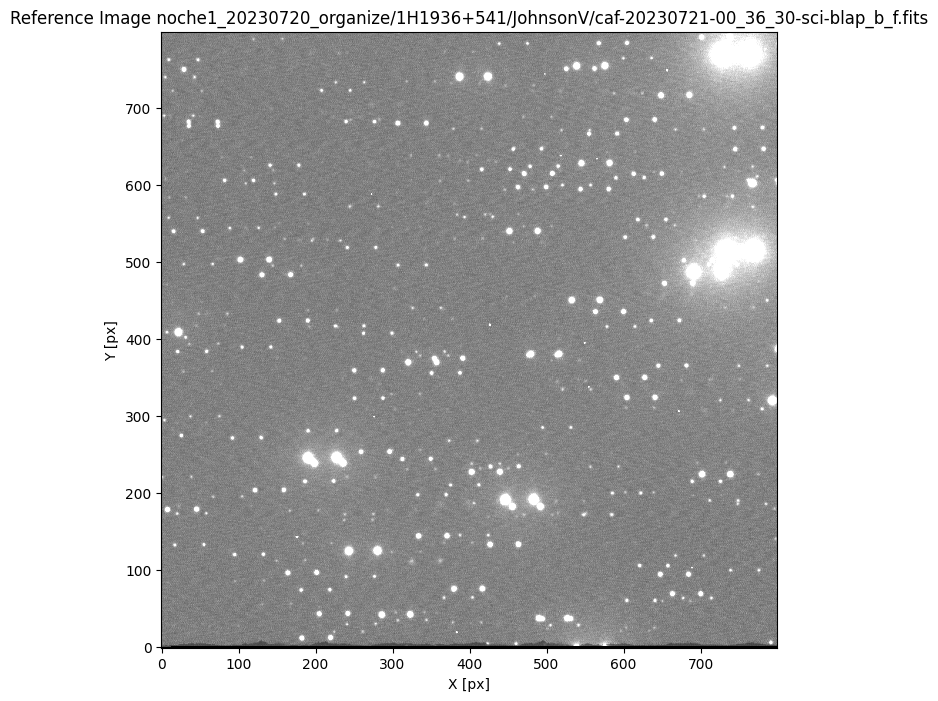 Reference Image noche1_20230720_organize/1H1936+541/JohnsonV/caf-20230721-00_36_30-sci-blap_b_f.fits
700
600
500
400
300
200
100
0
Y [px]
0 100 200 300 400 500 600 700
X [px]